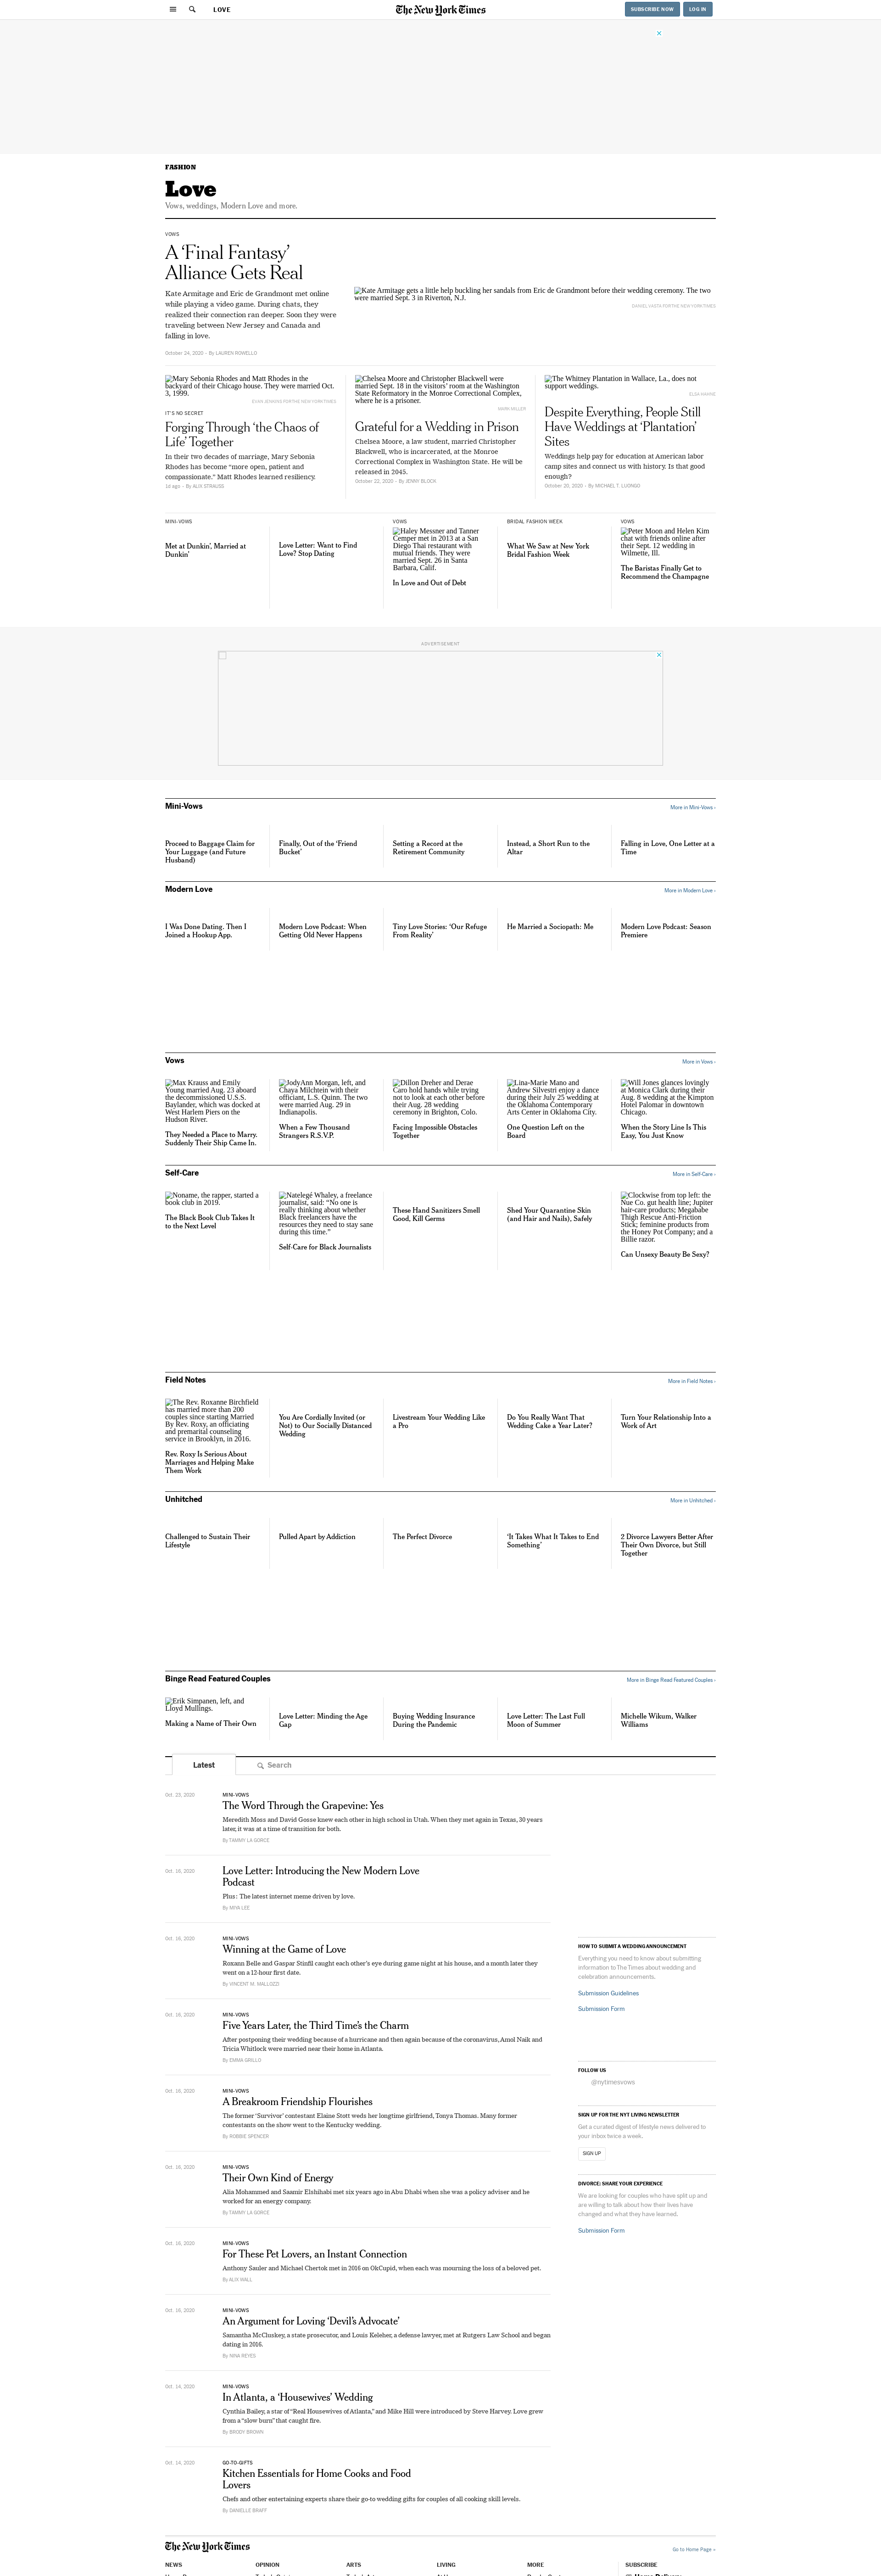 LOVE
The New York Times
SUBSCRIBE NOW
LOG IN
FASHION
Love
Vows, weddings, Modern Love and more.
VOWS
A ‘Final Fantasy’
Alliance Gets Real
Kate Armitage and Eric de Grandmont met online
while playing a video game. During chats, they
realized their connection ran deeper. Soon they were
traveling between New Jersey and Canada and
falling in love.
October 24, 2020 - By LAUREN ROWELLO
Kate Armitage gets a little help buckling her sandals from Eric de Grandmont before their wedding ceremony. The two
were married Sept. 3 in Riverton, N.J.
Mary Sebonia Rhodes and Matt Rhodes in the
backyard of their Chicago house. They were married Oct.
3, 1999.
EVAN JENKINS FOR THE NEW YORK TIMES
IT’S NO SECRET
Forging Through ‘the Chaos of
Life’ Together
In their two decades of marriage, Mary Sebonia
Rhodes has become “more open, patient and
compassionate.” Matt Rhodes learned resiliency.
1d ago - By ALIX STRAUSS
Chelsea Moore and Christopher Blackwell were
married Sept. 18 in the visitors’ room at the Washington
State Reformatory in the Monroe Correctional Complex,
where he is a prisoner.
MARK MILLER
Grateful for a Wedding in Prison
Chelsea Moore, a law student, married Christopher
Blackwell, who is incarcerated, at the Monroe
Correctional Complex in Washington State. He will be
released in 2045.
October 22, 2020 - By JENNY BLOCK
The Whitney Plantation in Wallace, La., does not
support weddings.
Despite Everything, People Still
Have Weddings at ‘Plantation’
Sites
Weddings help pay for education at American labor
camp sites and connect us with history. Is that good
enough?
October 20, 2020 - By MICHAEL T. LUONGO
MINI-VOWS
Met at Dunkin’, Married at
Dunkin’
Love Letter: Want to Find
Love? Stop Dating
VOWS
Haley Messner and Tanner
Cemper met in 2013 at a San
Diego Thai restaurant with
mutual friends. They were
married Sept. 26 in Santa
Barbara, Calif.
In Love and Out of Debt
BRIDAL FASHION WEEK
What We Saw at New York
Bridal Fashion Week
VOWS
Peter Moon and Helen Kim
chat with friends online after
their Sept. 12 wedding in
Wilmette, Ill.
The Baristas Finally Get to
Recommend the Champagne
ADVERTISEMENT
Mini-Vows
More in Mini-Vows ›
Proceed to Baggage Claim for
Your Luggage (and Future
Husband)
Finally, Out of the ‘Friend
Bucket’
Setting a Record at the
Retirement Community
Instead, a Short Run to the
Altar
Falling in Love, One Letter at a
Time
Modern Love
More in Modern Love ›
I Was Done Dating. Then I
Joined a Hookup App.
Modern Love Podcast: When
Getting Old Never Happens
Tiny Love Stories: ‘Our Refuge
From Reality’
He Married a Sociopath: Me
Modern Love Podcast: Season
Premiere
Vows
More in Vows ›
Max Krauss and Emily
Young married Aug. 23 aboard
the decommissioned U.S.S.
Baylander, which was docked at
West Harlem Piers on the
Hudson River.
They Needed a Place to Marry.
Suddenly Their Ship Came In.
JodyAnn Morgan, left, and
Chaya Milchtein with their
officiant, L.S. Quinn. The two
were married Aug. 29 in
Indianapolis.
When a Few Thousand
Strangers R.S.V.P.
Dillon Dreher and Derae
Caro hold hands while trying
not to look at each other before
their Aug. 28 wedding
ceremony in Brighton, Colo.
Facing Impossible Obstacles
Together
Lina-Marie Mano and
Andrew Silvestri enjoy a dance
during their July 25 wedding at
the Oklahoma Contemporary
Arts Center in Oklahoma City.
One Question Left on the
Board
Will Jones glances lovingly
at Monica Clark during their
Aug. 8 wedding at the Kimpton
Hotel Palomar in downtown
Chicago.
When the Story Line Is This
Easy, You Just Know
Self-Care
More in Self-Care ›
Noname, the rapper, started a
book club in 2019.
The Black Book Club Takes It
to the Next Level
Natelegé Whaley, a freelance
journalist, said: “No one is
really thinking about whether
Black freelancers have the
resources they need to stay sane
during this time.”
Self-Care for Black Journalists
These Hand Sanitizers Smell
Good, Kill Germs
Shed Your Quarantine Skin
(and Hair and Nails), Safely
Clockwise from top left: the
Nue Co. gut health line; Jupiter
hair-care products; Megababe
Thigh Rescue Anti-Friction
Stick; feminine products from
the Honey Pot Company; and a
Billie razor.
Can Unsexy Beauty Be Sexy?
Field Notes
More in Field Notes ›
The Rev. Roxanne Birchfield
has married more than 200
couples since starting Married
By Rev. Roxy, an officiating
and premarital counseling
service in Brooklyn, in 2016.
Rev. Roxy Is Serious About
Marriages and Helping Make
Them Work
You Are Cordially Invited (or
Not) to Our Socially Distanced
Wedding
Livestream Your Wedding Like
a Pro
Do You Really Want That
Wedding Cake a Year Later?
Turn Your Relationship Into a
Work of Art
Unhitched
More in Unhitched ›
Challenged to Sustain Their
Lifestyle
Pulled Apart by Addiction
The Perfect Divorce
‘It Takes What It Takes to End
Something’
2 Divorce Lawyers Better After
Their Own Divorce, but Still
Together
Binge Read Featured Couples
More in Binge Read Featured Couples ›
Erik Simpanen, left, and
Lloyd Mullings.
Making a Name of Their Own
Love Letter: Minding the Age
Gap
Buying Wedding Insurance
During the Pandemic
Love Letter: The Last Full
Moon of Summer
Michelle Wikum, Walker
Williams
Latest
Search
Oct. 23, 2020
MINI-VOWS
The Word Through the Grapevine: Yes
Meredith Moss and David Gosse knew each other in high school in Utah. When they met again in Texas, 30 years
later, it was at a time of transition for both.
By TAMMY LA GORCE
Oct. 16, 2020
Love Letter: Introducing the New Modern Love
Podcast
Plus: The latest internet meme driven by love.
By MIYA LEE
Oct. 16, 2020
MINI-VOWS
Winning at the Game of Love
Roxann Belle and Gaspar Stinfil caught each other’s eye during game night at his house, and a month later they
went on a 12-hour first date.
By VINCENT M. MALLOZZI
Oct. 16, 2020
MINI-VOWS
Five Years Later, the Third Time’s the Charm
After postponing their wedding because of a hurricane and then again because of the coronavirus, Amol Naik and
Tricia Whitlock were married near their home in Atlanta.
By EMMA GRILLO
Oct. 16, 2020
MINI-VOWS
A Breakroom Friendship Flourishes
The former ‘Survivor’ contestant Elaine Stott weds her longtime girlfriend, Tonya Thomas. Many former
contestants on the show went to the Kentucky wedding.
By ROBBIE SPENCER
Oct. 16, 2020
MINI-VOWS
Their Own Kind of Energy
Alia Mohammed and Saamir Elshihabi met six years ago in Abu Dhabi when she was a policy adviser and he
worked for an energy company.
By TAMMY LA GORCE
Oct. 16, 2020
MINI-VOWS
For These Pet Lovers, an Instant Connection
Anthony Sauler and Michael Chertok met in 2016 on OkCupid, when each was mourning the loss of a beloved pet.
By ALIX WALL
Oct. 16, 2020
MINI-VOWS
An Argument for Loving ‘Devil’s Advocate’
Samantha McCluskey, a state prosecutor, and Louis Keleher, a defense lawyer, met at Rutgers Law School and began
dating in 2016.
By NINA REYES
Oct. 14, 2020
MINI-VOWS
In Atlanta, a ‘Housewives’ Wedding
Cynthia Bailey, a star of “Real Housewives of Atlanta,” and Mike Hill were introduced by Steve Harvey. Love grew
from a “slow burn” that caught fire.
By BRODY BROWN
Oct. 14, 2020
GO-TO-GIFTS
Kitchen Essentials for Home Cooks and Food
Lovers
Chefs and other entertaining experts share their go-to wedding gifts for couples of all cooking skill levels.
By DANIELLE BRAFF
HOW TO SUBMIT A WEDDING ANNOUNCEMENT
Everything you need to know about submitting
information to The Times about wedding and
celebration announcements.
Submission Guidelines
Submission Form
FOLLOW US
@nytimesvows
SIGN UP FOR THE NYT LIVING NEWSLETTER
Get a curated digest of lifestyle news delivered to
your inbox twice a week.
SIGN UP
DIVORCE: SHARE YOUR EXPERIENCE
We are looking for couples who have split up and
are willing to talk about how their lives have
changed and what they have learned.
Submission Form
The New York Times
Go to Home Page »
NEWS
OPINION
ARTS
LIVING
MORE
SUBSCRIBE